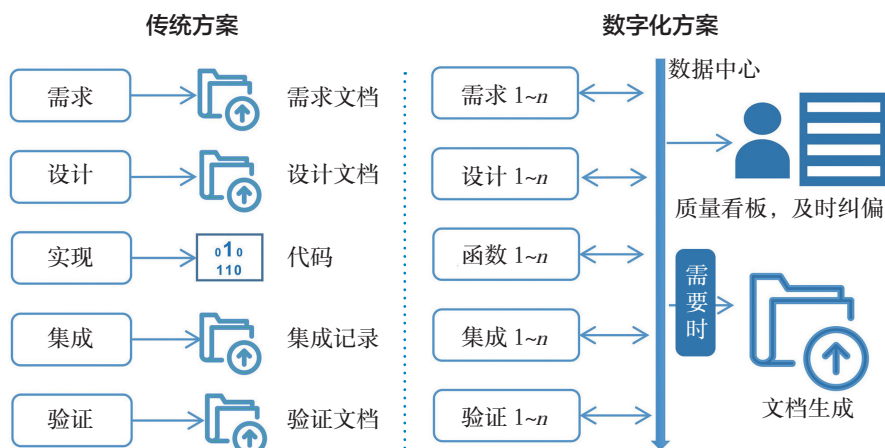 传统方案
需求
需求文档
设计
设计文档
实现
010
110
代码
集成
集成记录
验证
验证文档
数字化方案
数据中心
需求 1~n
设计 1~n
函数 1~n
集成 1~n
验证 1~n
质量看板，及时纠偏
需要时
文档生成